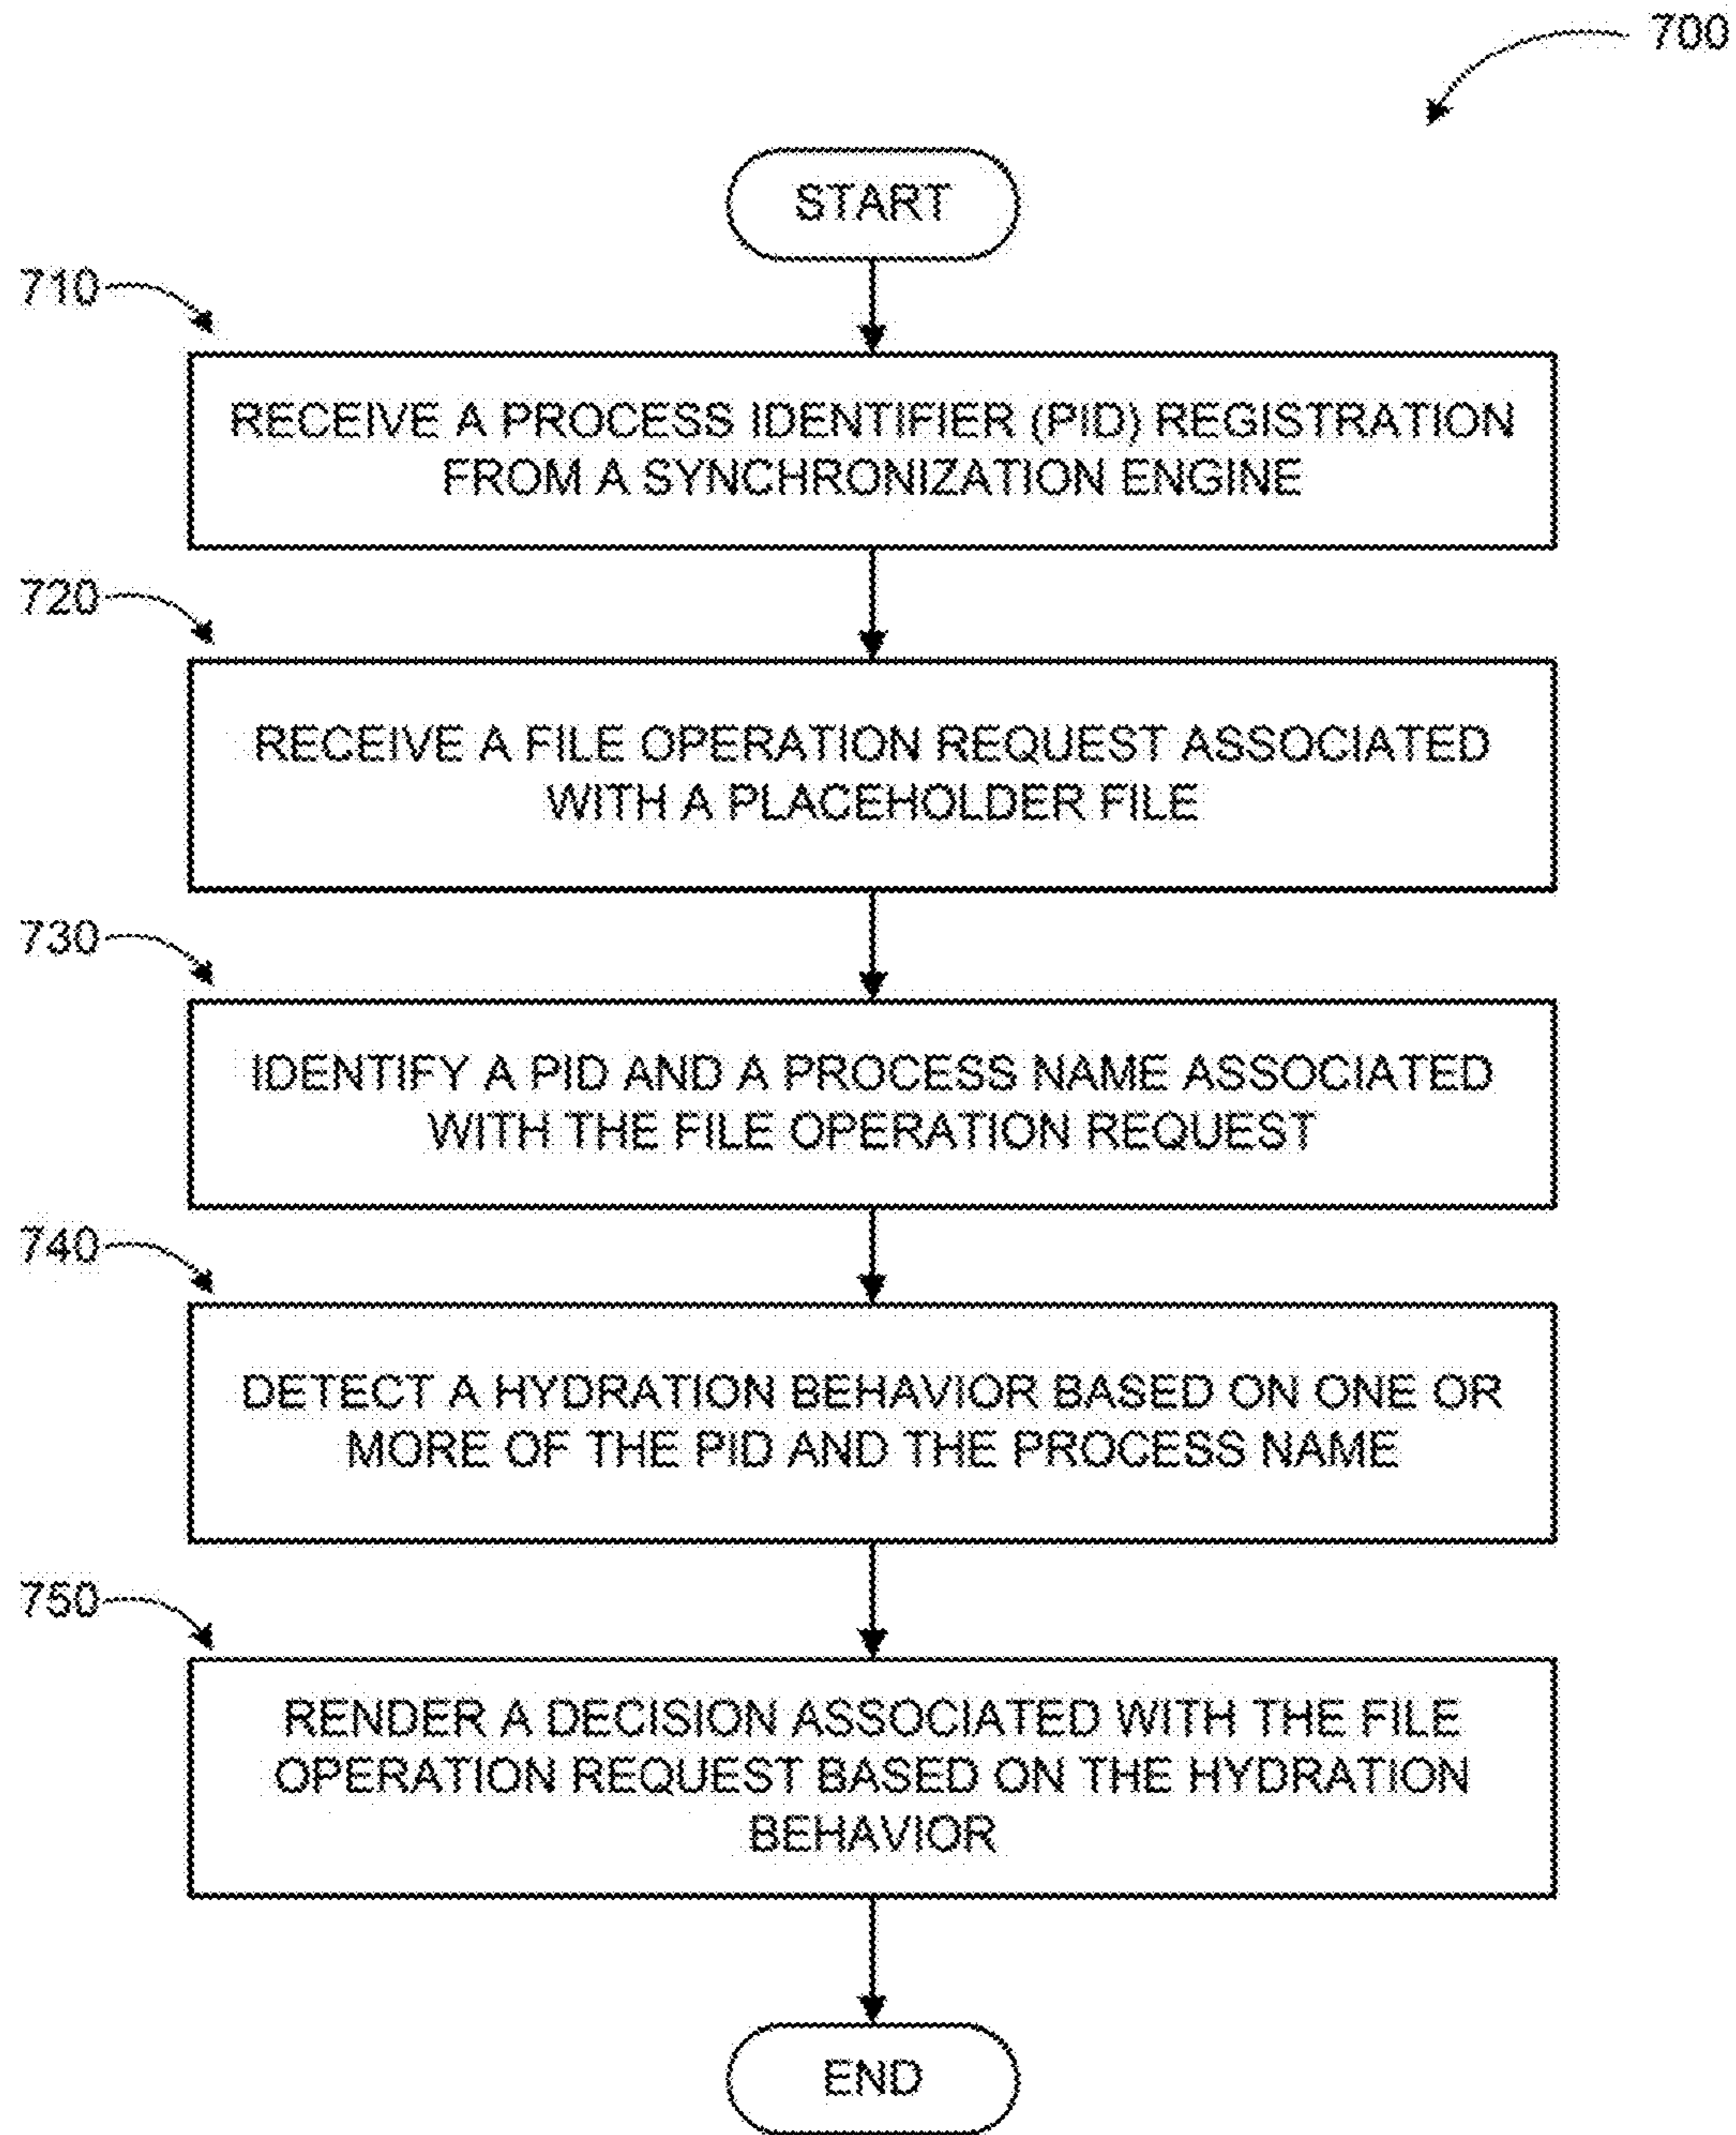 700
START
710
RECEIVE A PROCESS IDENTIFIER (PID) REGISTRATION
FROM A SYNCHRONIZATION ENGINE
720
RECEIVE A FILE OPERATION REQUEST ASSOCIATED
WITH A PLACEHOLDER FILE
730
IDENTIFY A PID AND A PROCESS NAME ASSOCIATED
WITH THE FILE OPERATION REQUEST
740
DETECT A HYDRATION BEHAVIOR BASED ON ONE OR
MORE OF THE PID AND THE PROCESS NAME
750
RENDER A DECISION ASSOCIATED WITH THE FILE
OPERATION REQUEST BASED ON THE HYDRATION
BEHAVIOR
END